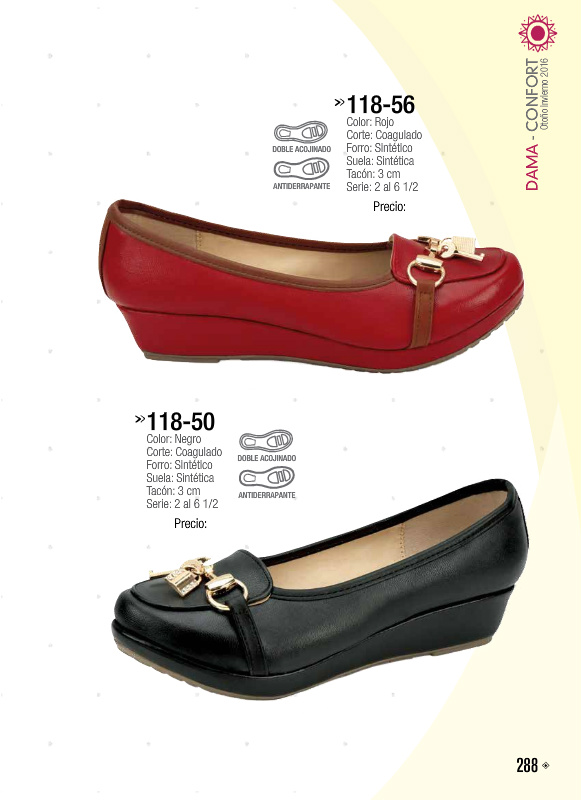 DAMA - CONFORT
Otoño Invierno 2016
118-56
Color: Rojo
Corte: Coagulado
Forro: Sintético
Suela: Sintética
Tacón: 3 cm
Serie: 2 al 6 1/2
Precio:
DOBLE ACOJINADO
ANTIDERRAPANTE
118-50
Color: Negro
Corte: Coagulado
Forro: Sintético
Suela: Sintética
Tacón: 3 cm
Serie: 2 al 6 1/2
Precio:
DOBLE ACOJINADO
ANTIDERRAPANTE
288